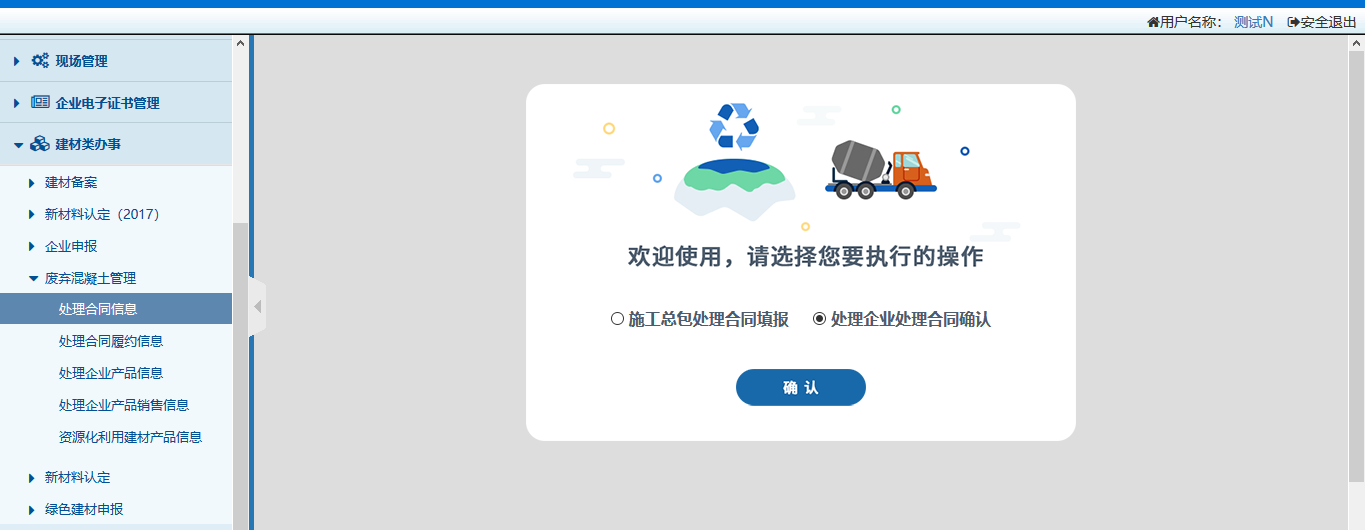 用户名称： 测试N 安全退出
现场管理
企业电子证书管理
建材类办事
建材备案
新材料认定（2017）
企业申报
废弃混凝土管理
处理合同信息
处理合同履约信息
处理企业产品信息
处理企业产品销售信息
资源化利用建材产品信息
新材料认定
绿色建材申报
欢迎使用，请选择您要执行的操作
施工总包处理合同填报 处理企业处理合同确认
确 认